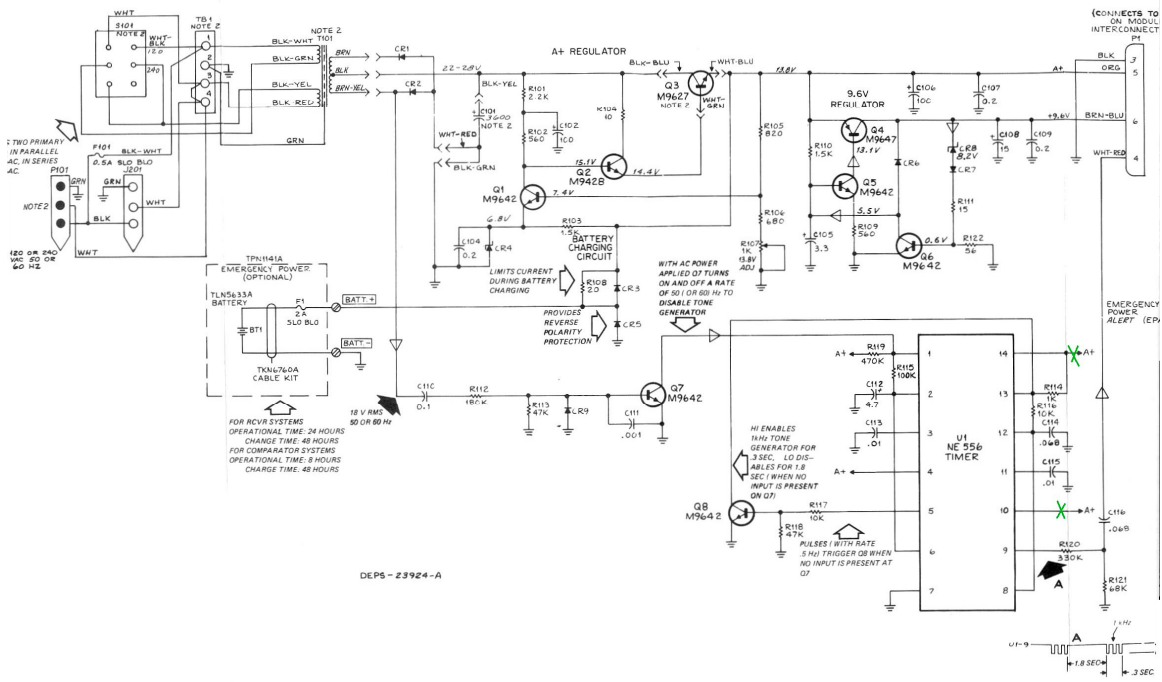 WHT
S101
NOTE 2
WHT-
BLK
120
240
TB1
NOTE 2
1
2
3
4
BLK-WHT
BLK-GRN
BLK-YEL
BLK-RED
GRN
NOTE 2
T101
BRN
BLK
BRN-YEL
CR1
CR2
22-28V
BLK-YEL
C101
3600
NOTE 2
WHT-RED
BLK-GRN
A+ REGULATOR
R101
2.2K
R102
560
C102
100
R104
10
BLK-BLU
WHT-BLU
Q3
M9627
NOTE 2
WHT-
GRN
15.1V
Q2
M9428
14.4V
Q1
M9642
7.4V
6.8V
R103
1.5K
C104
0.2
CR4
13.8V
R105
820
R106
680
R107
1K
13.8V
ADJ
9.6V
REGULATOR
Q4
M9647
13.1V
R110
1.5K
Q5
M9642
5.5V
R109
560
C105
3.3
CR6
CR8
8.2V
CR7
R111
15
R122
56
0.6V
Q6
M9642
C106
100
C107
0.2
C108
15
C109
0.2
A+
+9.6V
(CONNECTS TO
ON MODUL
INTERCONNECT
P1
BLK
3
ORG
5
BRN-BLU
6
WHT-RED
4
TWO PRIMARY
IN PARALLEL
AC, IN SERIES
AC.
F101
0.5A SLO BLO
BLK-WHT
P101
GRN
NOTE 2
BLK
WHT
J201
GRN
WHT
120 OR 240
VAC 50 OR
60 HZ
TPN1141A
EMERGENCY POWER
(OPTIONAL)
TLN5633A
BATTERY
F1
2A
SLO BLO
BT1
TKN6760A
CABLE KIT
BATT.+
BATT.-
FOR RCVR SYSTEMS
OPERATIONAL TIME: 24 HOURS
CHANGE TIME: 48 HOURS
FOR COMPARATOR SYSTEMS
OPERATIONAL TIME: 8 HOURS
CHARGE TIME: 48 HOURS
BATTERY
CHARGING
CIRCUIT
LIMITS CURRENT
DURING BATTERY
CHARGING
R108
20
CR3
PROVIDES
REVERSE
POLARITY
PROTECTION
CR5
WITH AC POWER
APPLIED Q7 TURNS
ON AND OFF A RATE
OF 50 (OR 60) Hz TO
DISABLE TONE
GENERATOR
18 V RMS
50 OR 60 Hz
C110
0.1
R112
180K
R113
47K
CR9
C111
.001
Q7
M9642
A+
R119
470K
R115
100K
C112
4.7
C113
.01
A+
HI ENABLES
1kHz TONE
GENERATOR FOR
.3 SEC, LO DIS-
ABLES FOR 1.8
SEC (WHEN NO
INPUT IS PRESENT
ON Q7)
Q8
M9642
R117
10K
R118
47K
PULSES (WITH RATE
.5 Hz) TRIGGER Q8 WHEN
NO INPUT IS PRESENT AT
Q7
U1
NE 556
TIMER
1
2
3
4
5
6
7
14
13
12
11
10
9
8
A+
R114
1K
R116
10K
C114
.068
C115
.01
A+
R120
330K
A
C116
.068
R121
68K
EMERGENCY
POWER
ALERT (EPA
DEPS-23924-A
U1-9
A
1 kHz
1.8 SEC
.3 SEC